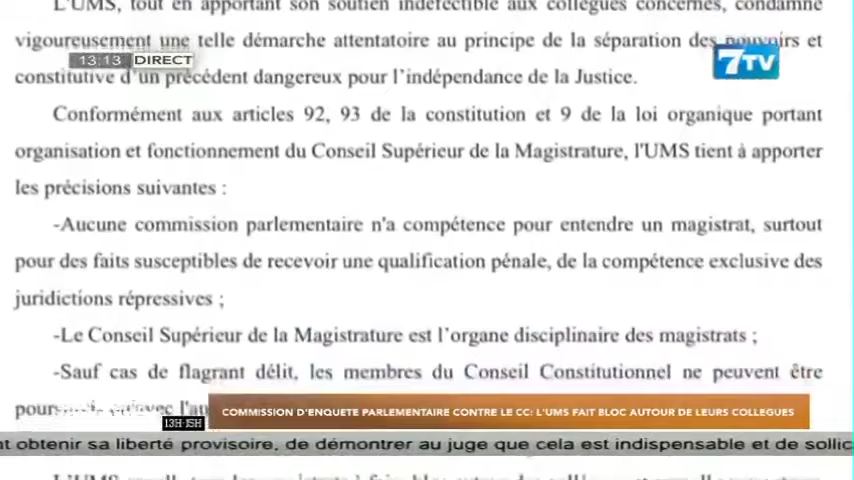 L'UMS, tout en apportant son soutien indéfectible aux collègues concernés, condamne
vigoureusement une telle démarche attentatoire au principe de la séparation des pouvoirs et
13:13 DIRECT
7TV
constitutive d'un précédent dangereux pour l'indépendance de la Justice.
Conformément aux articles 92, 93 de la constitution et 9 de la loi organique portant
organisation et fonctionnement du Conseil Supérieur de la Magistrature, l'UMS tient à apporter
les précisions suivantes :
-Aucune commission parlementaire n'a compétence pour entendre un magistrat, surtout
pour des faits susceptibles de recevoir une qualification pénale, de la compétence exclusive des
juridictions répressives ;
-Le Conseil Supérieur de la Magistrature est l'organe disciplinaire des magistrats ;
-Sauf cas de flagrant délit, les membres du Conseil Constitutionnel ne peuvent être
COMMISSION D'ENQUETE PARLEMENTAIRE CONTRE LE CC: L'UMS FAIT BLOC AUTOUR DE LEURS COLLEGUES
13H-15H
nt obtenir sa liberté provisoire, de démontrer au juge que cela est indispensable et de sollic